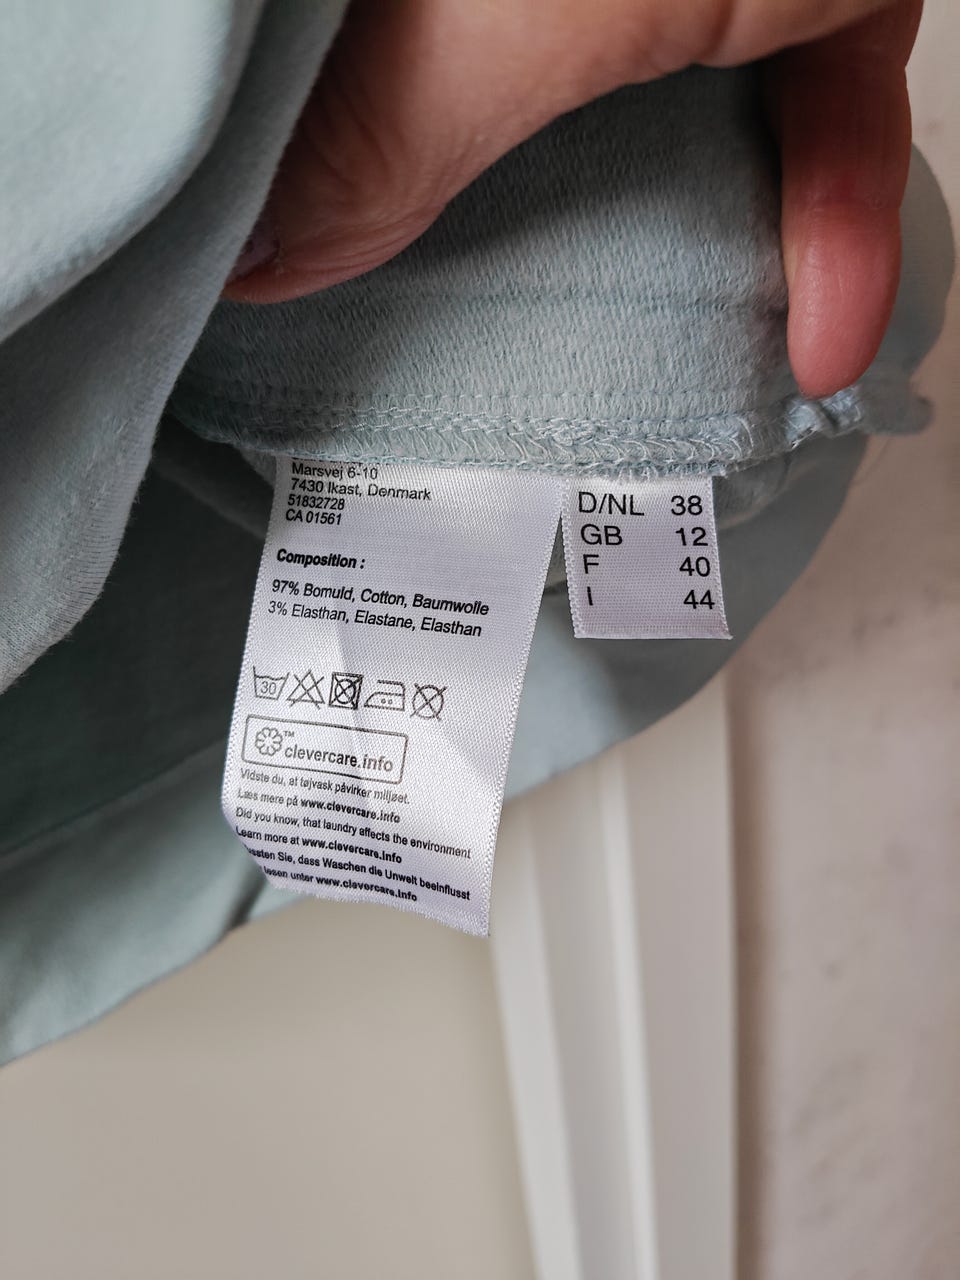 Marsvej 6-10
7430 Ikast, Denmark
51832728
CA 01561
Composition :
97% Bomuld, Cotton, Baumwolle
3% Elasthan, Elastane, Elasthan
30
™
clevercare.info
Vidste du, at tøjvask påvirker miljøet.
Læs mere på www.clevercare.info
Did you know, that laundry affects the environment
Learn more at www.clevercare.info
Sie, dass Waschen die Umwelt beeinflusst
lesen unter www.clevercare.info
D/NL 38
GB 12
F 40
I 44